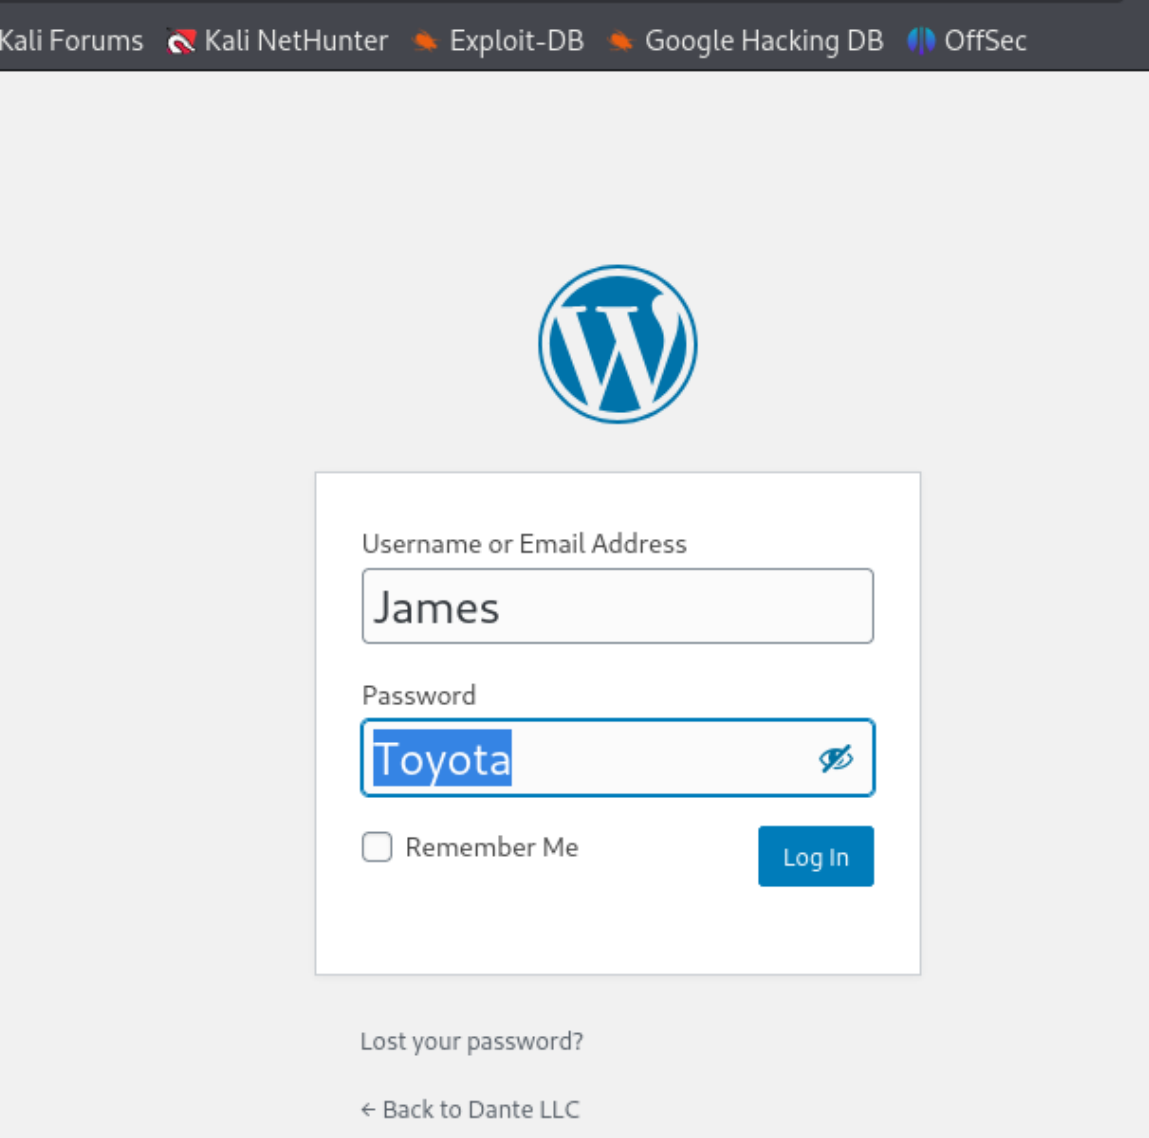 Kali Forums Kali NetHunter Exploit-DB Google Hacking DB OffSec
Username or Email Address
James
Password
Toyota
Remember Me
Log In
Lost your password?
← Back to Dante LLC